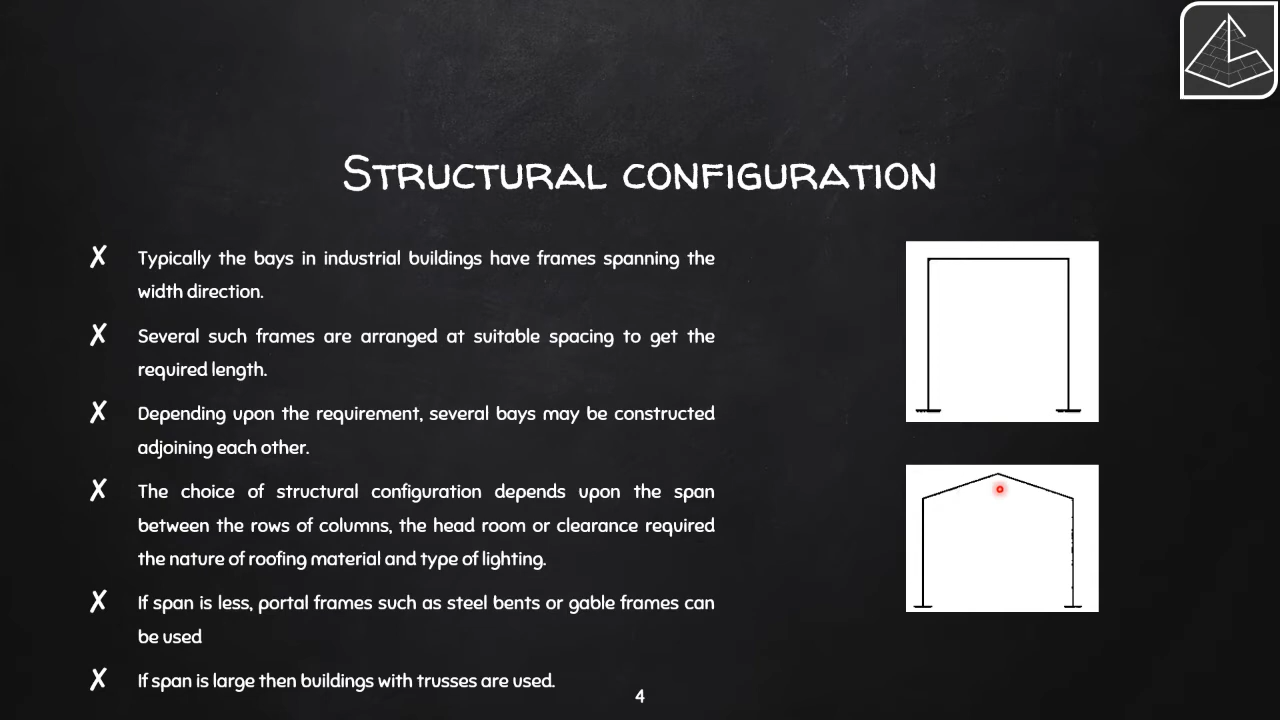 Structural configuration
✗ Typically the bays in industrial buildings have frames spanning the
width direction.
✗ Several such frames are arranged at suitable spacing to get the
required length.
✗ Depending upon the requirement, several bays may be constructed
adjoining each other.
✗ The choice of structural configuration depends upon the span
between the rows of columns, the head room or clearance required
the nature of roofing material and type of lighting.
✗ If span is less, portal frames such as steel bents or gable frames can
be used
✗ If span is large then buildings with trusses are used.
4